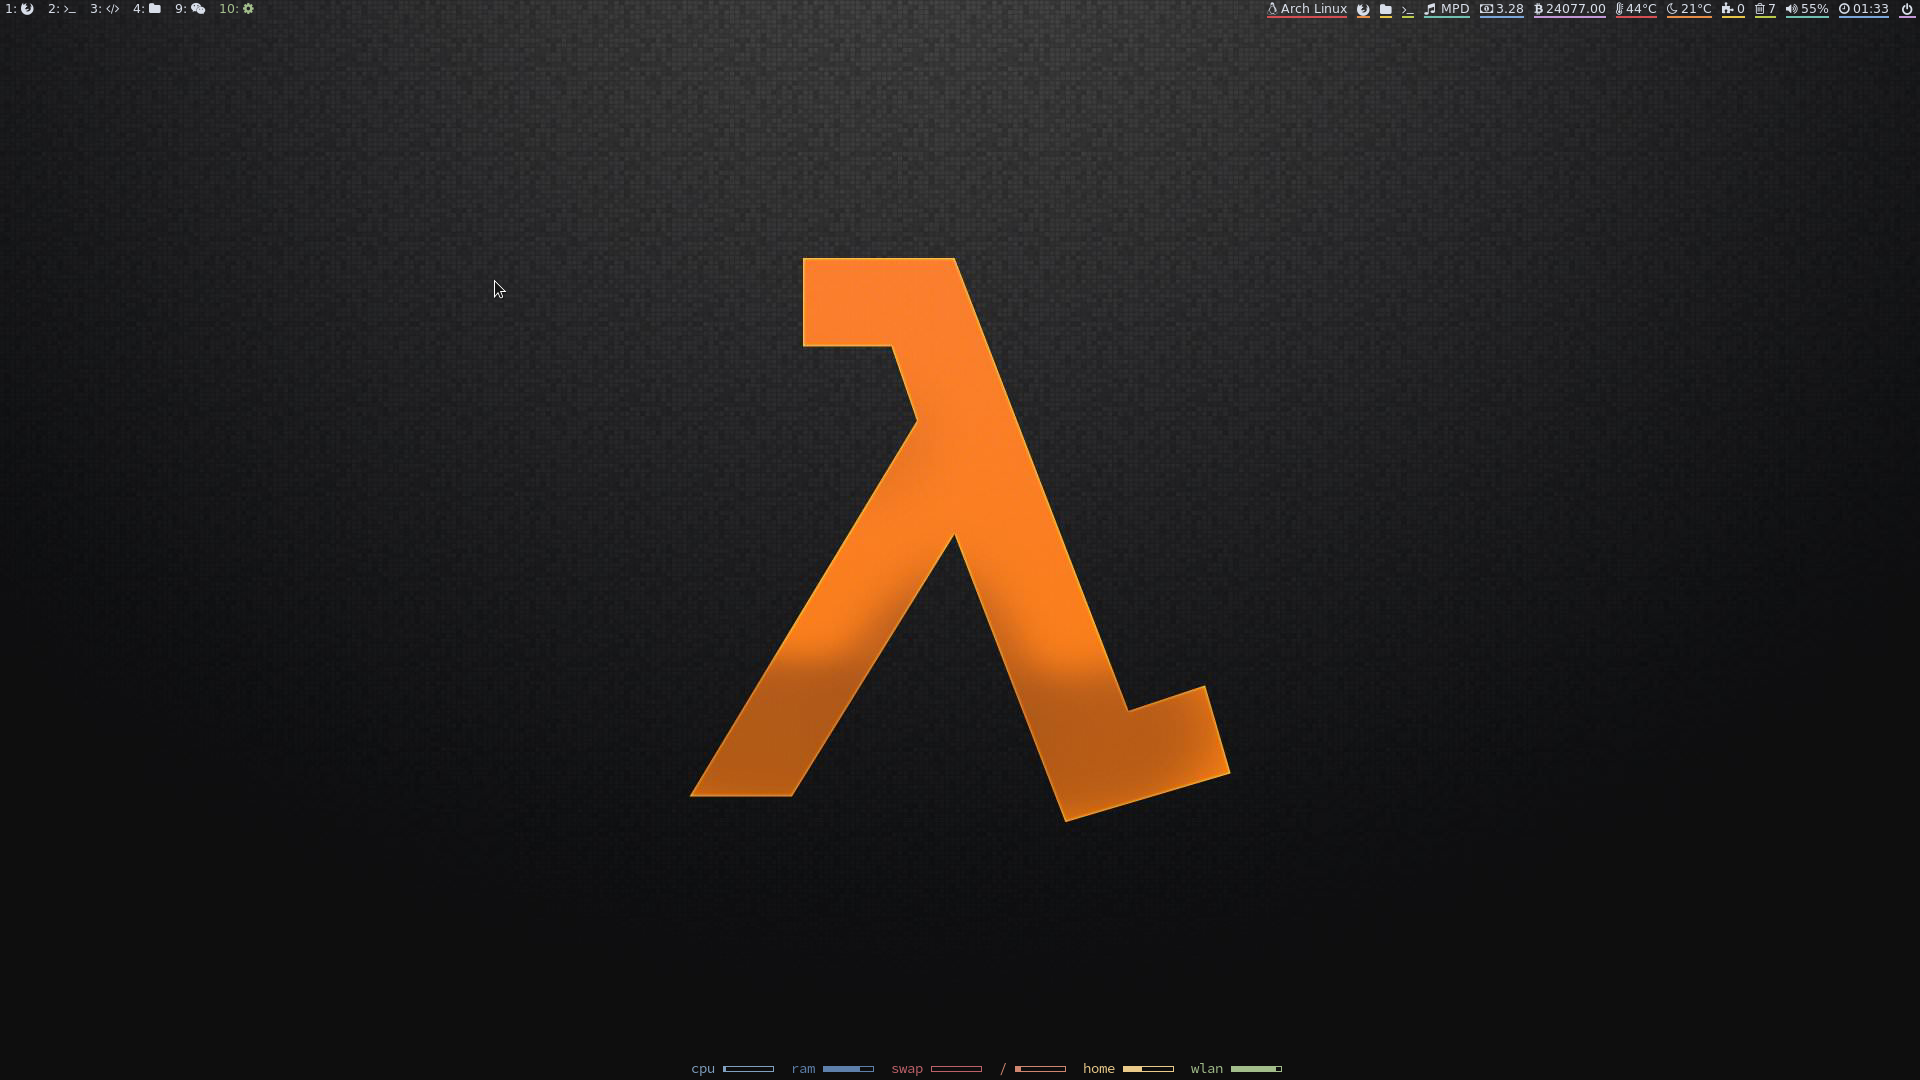 1: 2: 3: 4: 9: 10: Arch Linux MPD 3.28 24077.00 44°C 21°C 0 7 55% 01:33
λ
cpu ram swap / home wlan